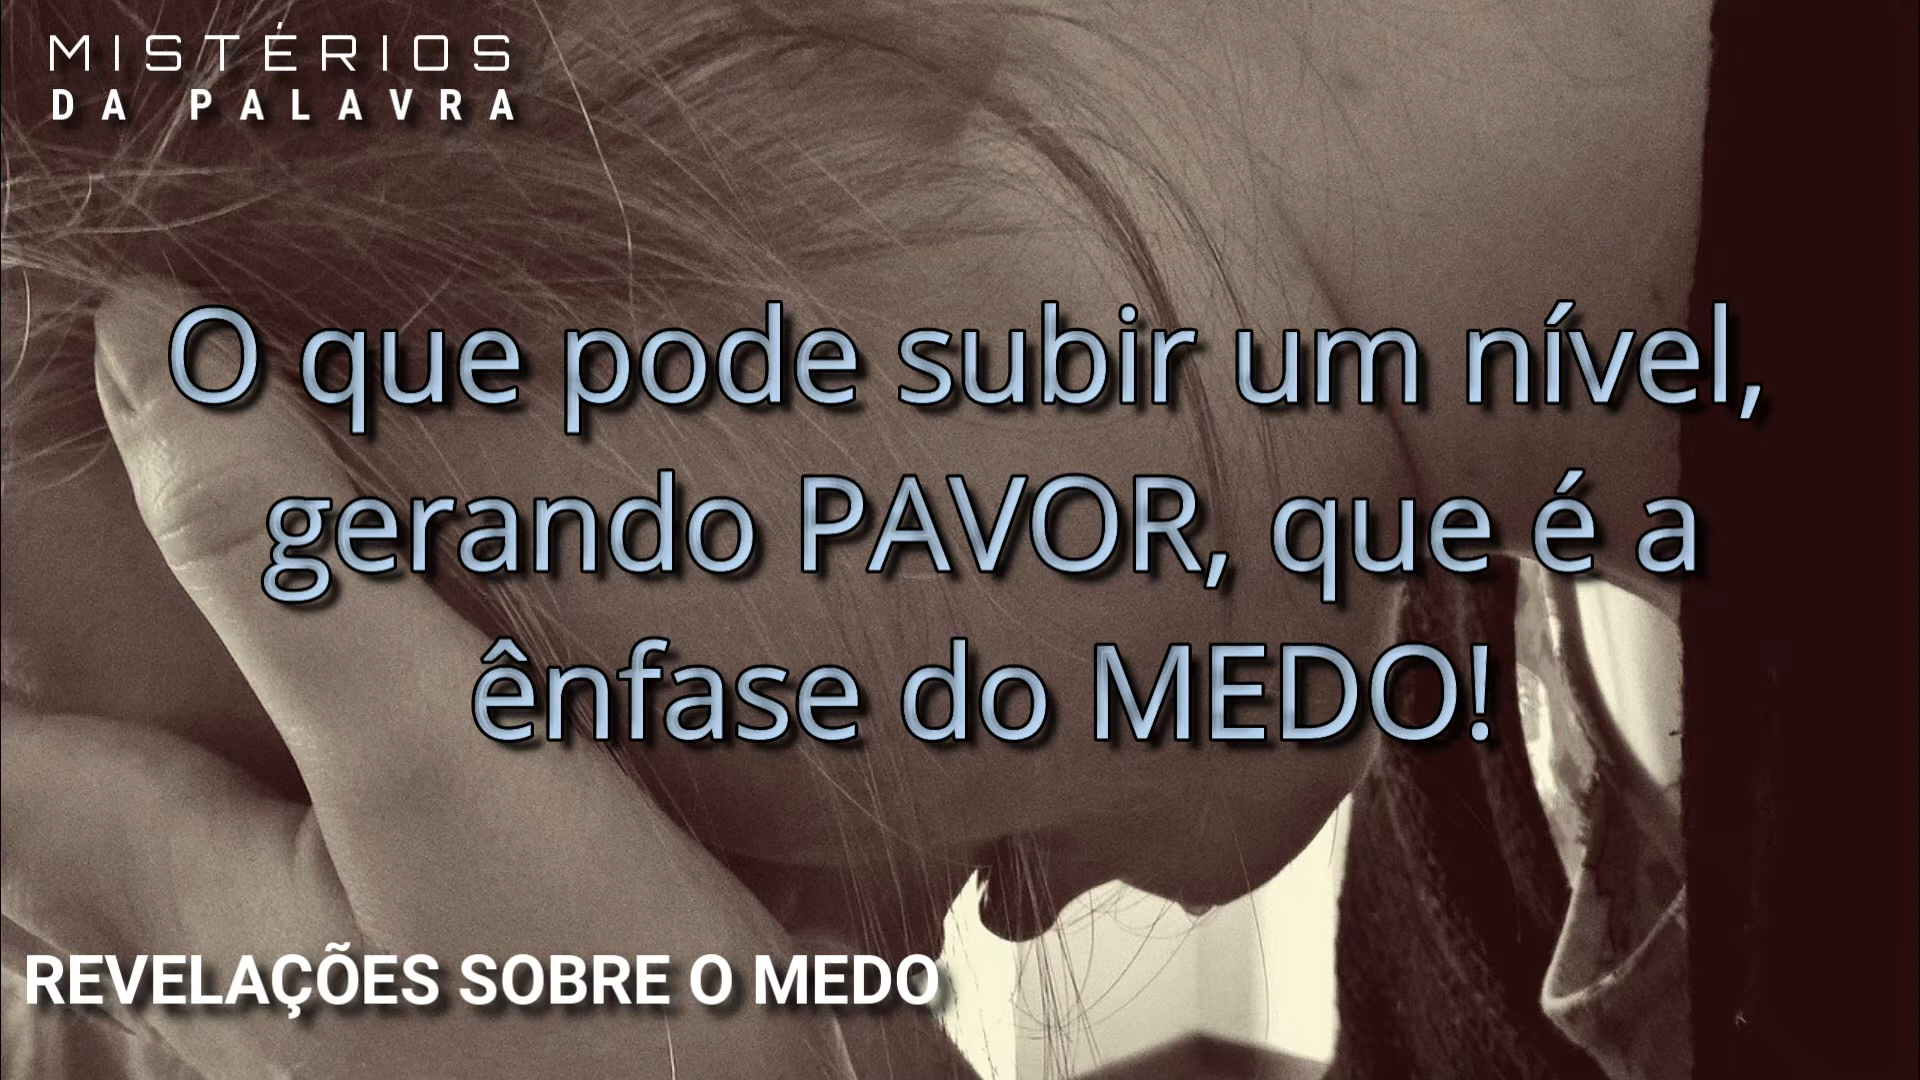 MISTÉRIOS
DA PALAVRA
O que pode subir um nível,
gerando PAVOR, que é a
ênfase do MEDO!
REVELAÇÕES SOBRE O MEDO